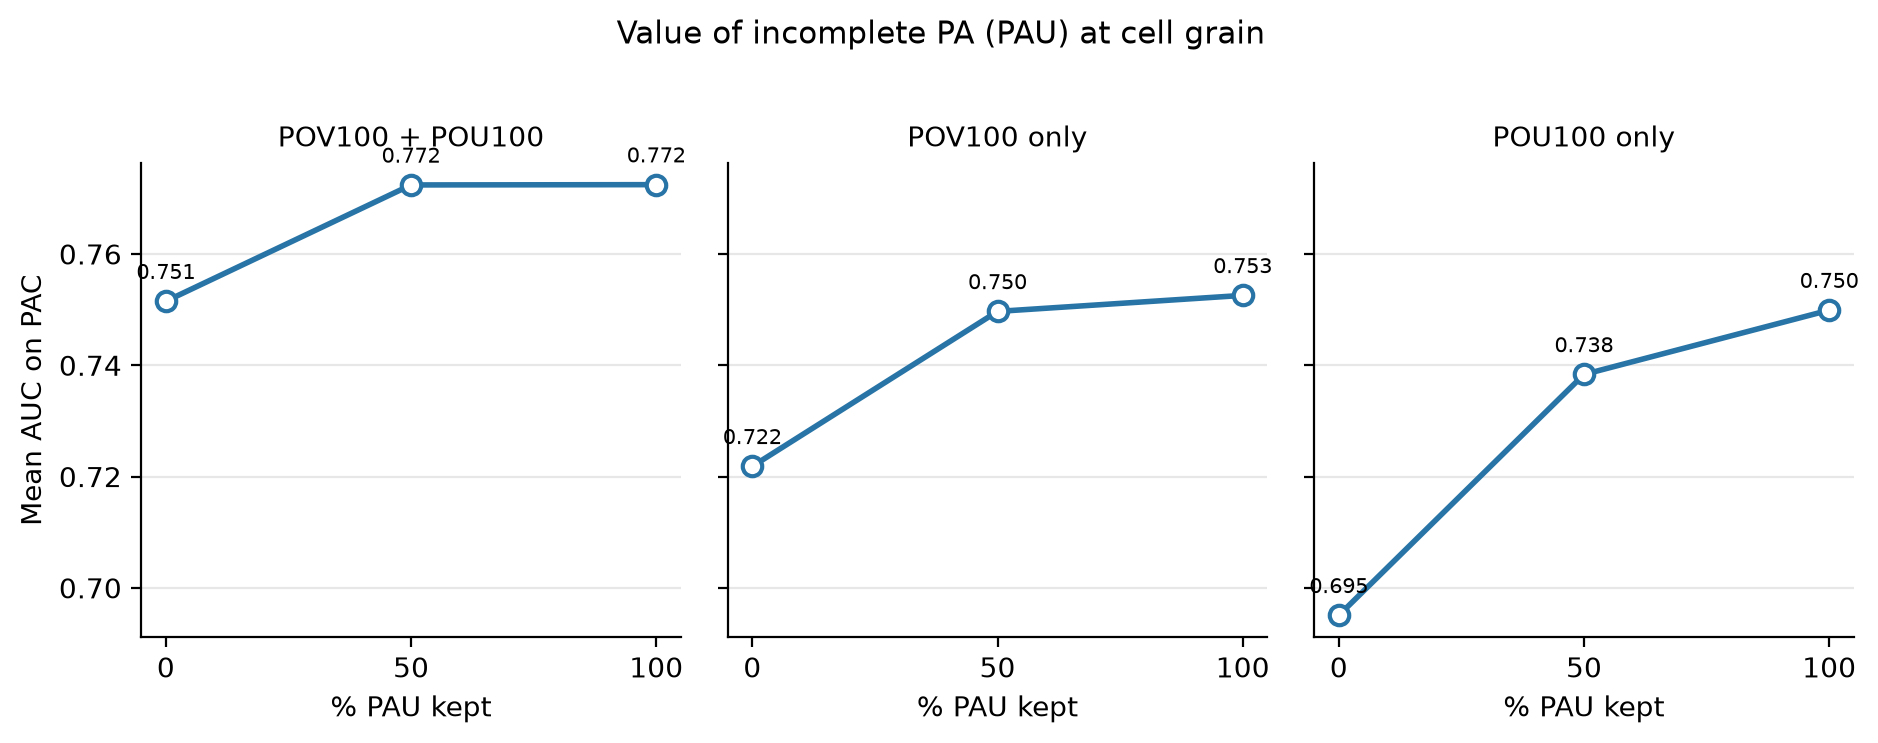 Value of incomplete PA (PAU) at cell grain
POV100 + POU100
POV100 only
POU100 only
Mean AUC on PAC
0.76
0.74
0.72
0.70
0.751
0.772
0.772
0
50
100
% PAU kept
0.722
0.750
0.753
0
50
100
% PAU kept
0.695
0.738
0.750
0
50
100
% PAU kept